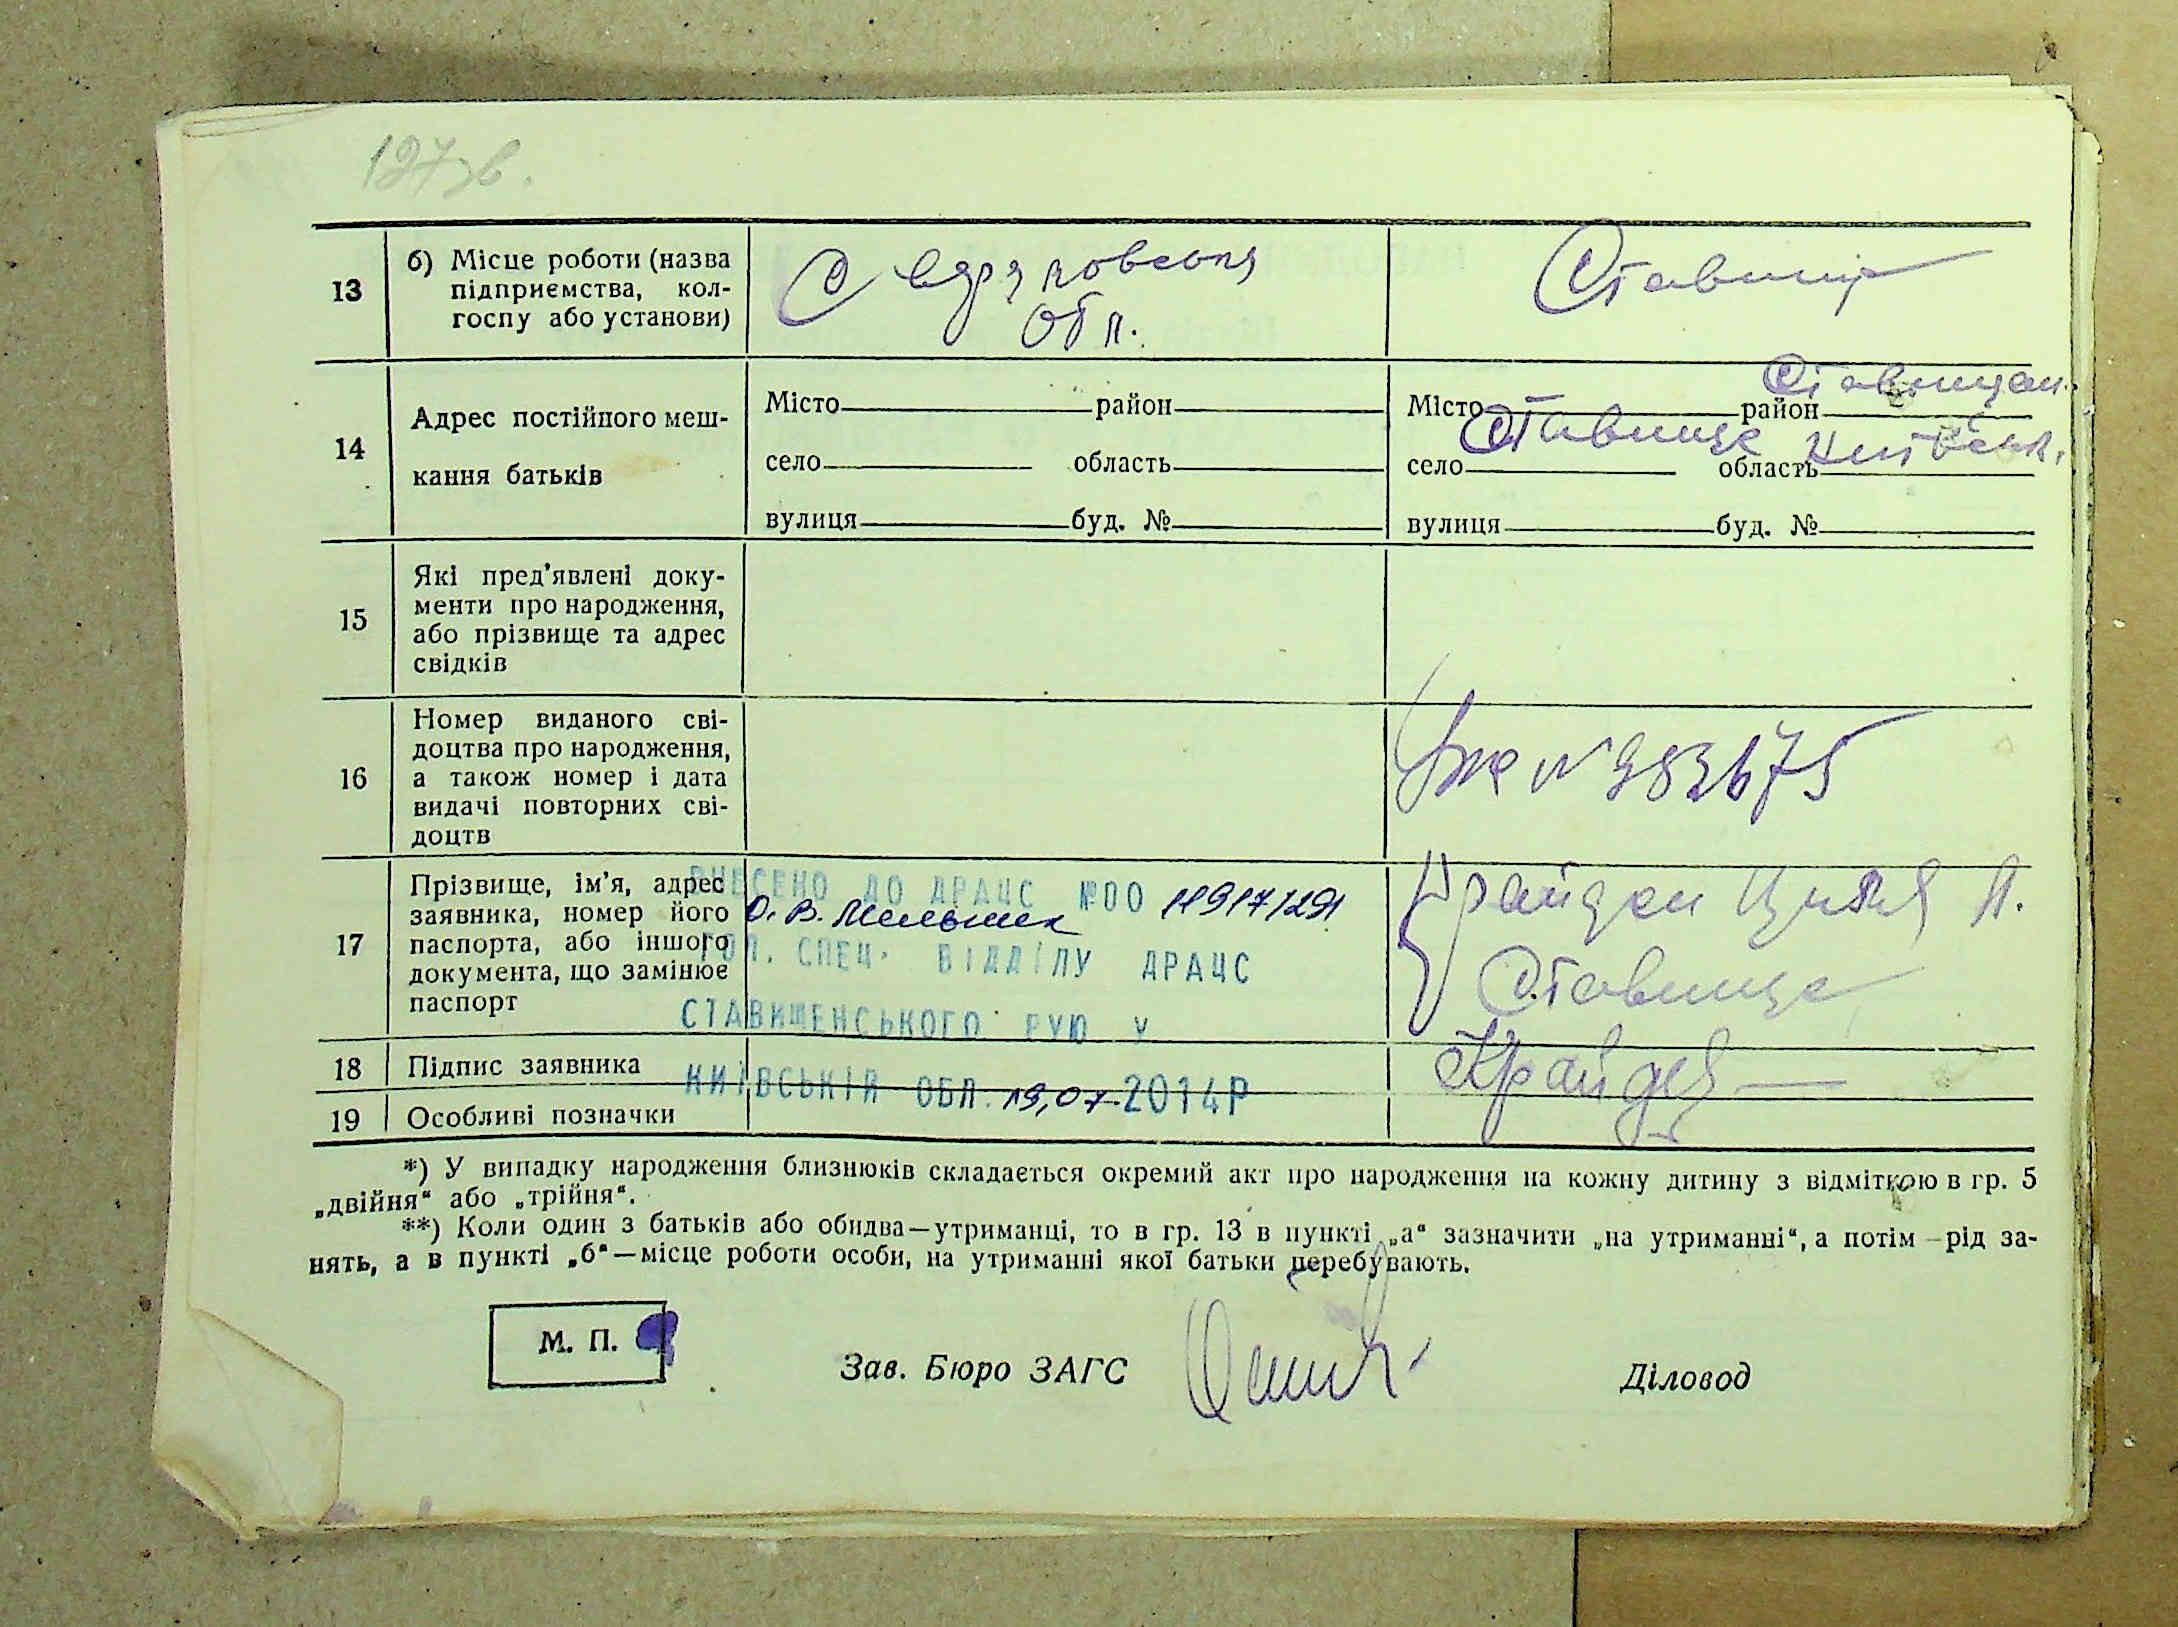 127 зв.
13
б) Місце роботи (назва
підприємства, кол-
госпу або установи)
обл.
Ставище
14
Адрес постійного меш-
кання батьків
Місто район
село область
вулиця буд. №
Місто район Ставищан.
Ставище Київськ.
село область
вулиця буд. №
15
Які пред'явлені доку-
менти про народження,
або прізвище та адрес
свідків
16
Номер виданого сві-
доцтва про народження,
а також номер і дата
видачі повторних сві-
доцтв
17
Прізвище, ім'я, адрес
заявника, номер його
паспорта, або іншого
документа, що замінює
паспорт
ВНЕСЕНО ДО ДРАЦС №00 11917129
О. В. Мельник
ГОЛ. СПЕЦ. ВІДДІЛУ ДРАЦС
СТАВИЩЕНСЬКОГО РУЮ У
КИЇВСЬКІЙ ОБЛ. 19.07.2014Р
Ставище
18
Підпис заявника
19
Особливі позначки
*) У випадку народження близнюків складається окремий акт про народження на кожну дитину з відміткою в гр. 5
„двійня“ або „трійня“.
**) Коли один з батьків або обидва—утриманці, то в гр. 13 в пункті „а“ зазначити „на утриманні“, а потім—рід за-
нять, а в пункті „б“—місце роботи особи, на утриманні якої батьки перебувають.
М. П.
Зав. Бюро ЗАГС
Діловод